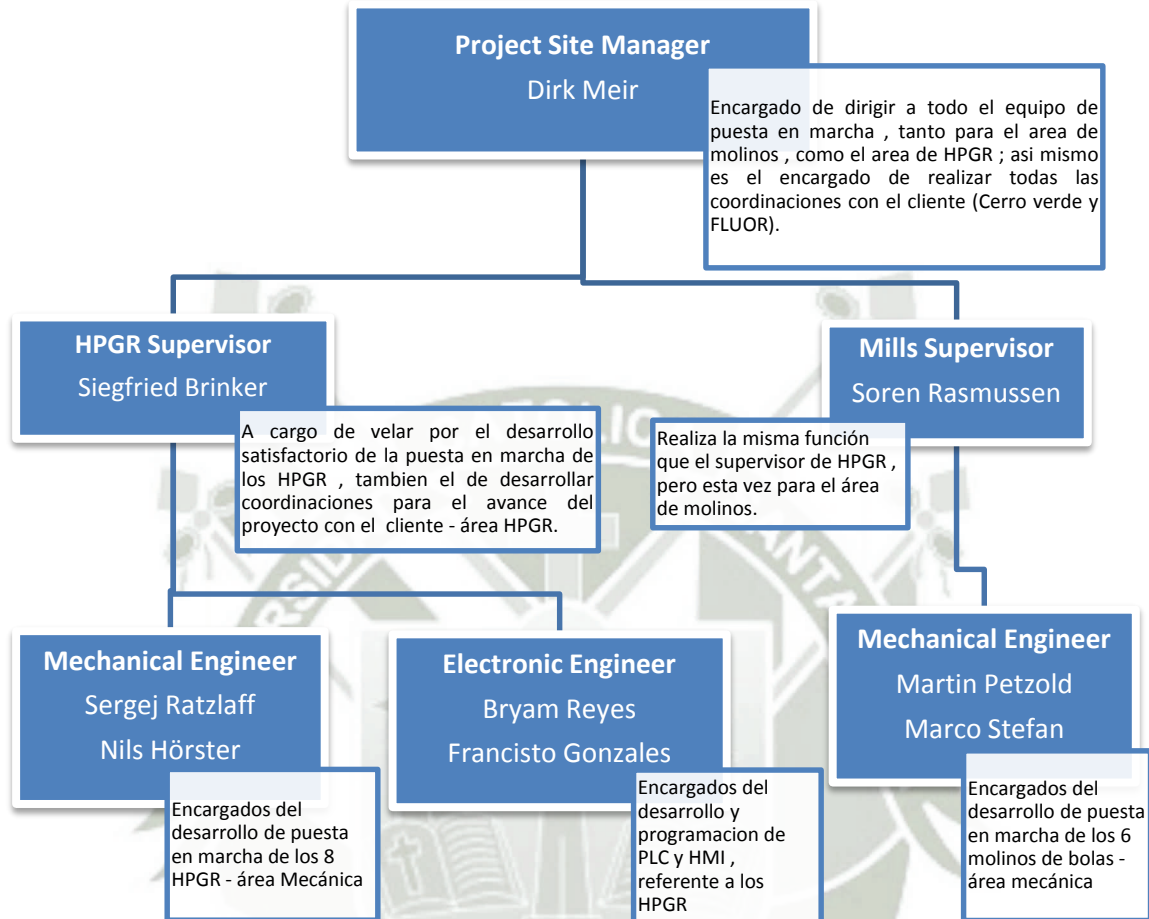 Project Site Manager
Dirk Meir
Encargado de dirigir a todo el equipo de
puesta en marcha , tanto para el area de
molinos , como el area de HPGR ; asi mismo
es el encargado de realizar todas las
coordinaciones con el cliente (Cerro verde y
FLUOR).
HPGR Supervisor
Siegfried Brinker
A cargo de velar por el desarrollo
satisfactorio de la puesta en marcha de
los HPGR , tambien el de desarrollar
coordinaciones para el avance del
proyecto con el cliente - área HPGR.
Mills Supervisor
Soren Rasmussen
Realiza la misma función
que el supervisor de HPGR ,
pero esta vez para el área
de molinos.
Mechanical Engineer
Sergej Ratzlaff
Nils Hörster
Encargados del
desarrollo de puesta
en marcha de los 8
HPGR - área Mecánica
Electronic Engineer
Bryam Reyes
Francisto Gonzales
Encargados del
desarrollo y
programacion de
PLC y HMI ,
referente a los
HPGR
Mechanical Engineer
Martin Petzold
Marco Stefan
Encargados del
desarrollo de puesta
en marcha de los 6
molinos de bolas -
área mecánica